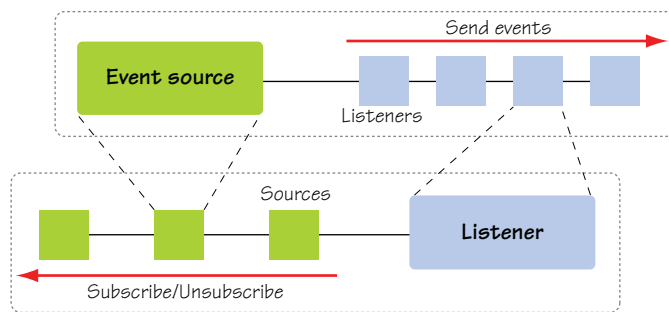 Send events
Event source
Listeners
Sources
Listener
Subscribe/Unsubscribe